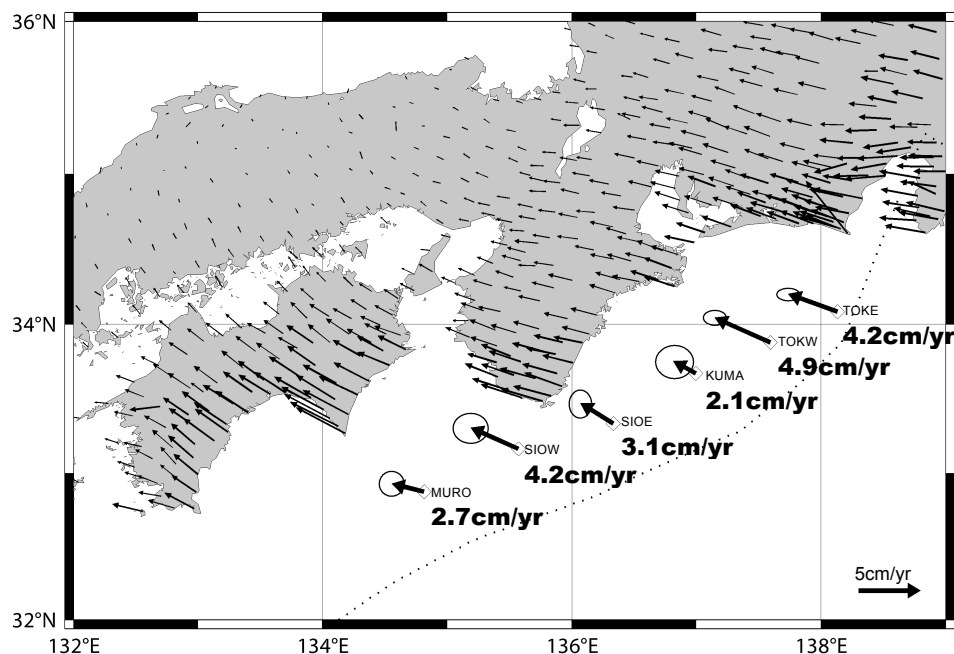 36°N
TOKE
4.2cm/yr
34°N
TOKW
4.9cm/yr
KUMA
2.1cm/yr
SIOE
3.1cm/yr
SIOW
4.2cm/yr
MURO
2.7cm/yr
5cm/yr
32°N
132°E
134°E
136°E
138°E